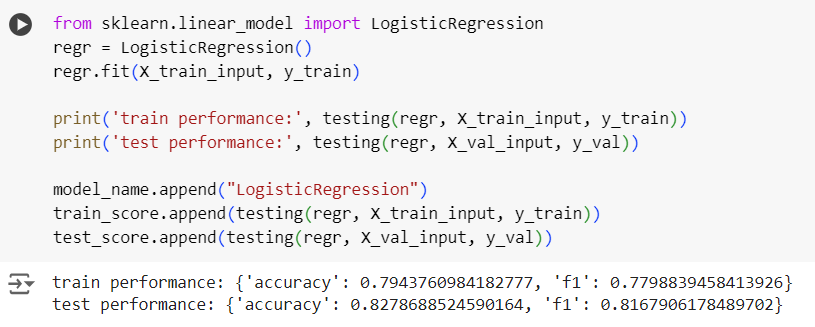 from sklearn.linear_model import LogisticRegression
regr = LogisticRegression()
regr.fit(X_train_input, y_train)
print('train performance:', testing(regr, X_train_input, y_train))
print('test performance:', testing(regr, X_val_input, y_val))
model_name.append("LogisticRegression")
train_score.append(testing(regr, X_train_input, y_train))
test_score.append(testing(regr, X_val_input, y_val))
train performance: {'accuracy': 0.7943760984182777, 'f1': 0.7798839458413926}
test performance: {'accuracy': 0.8278688524590164, 'f1': 0.8167906178489702}